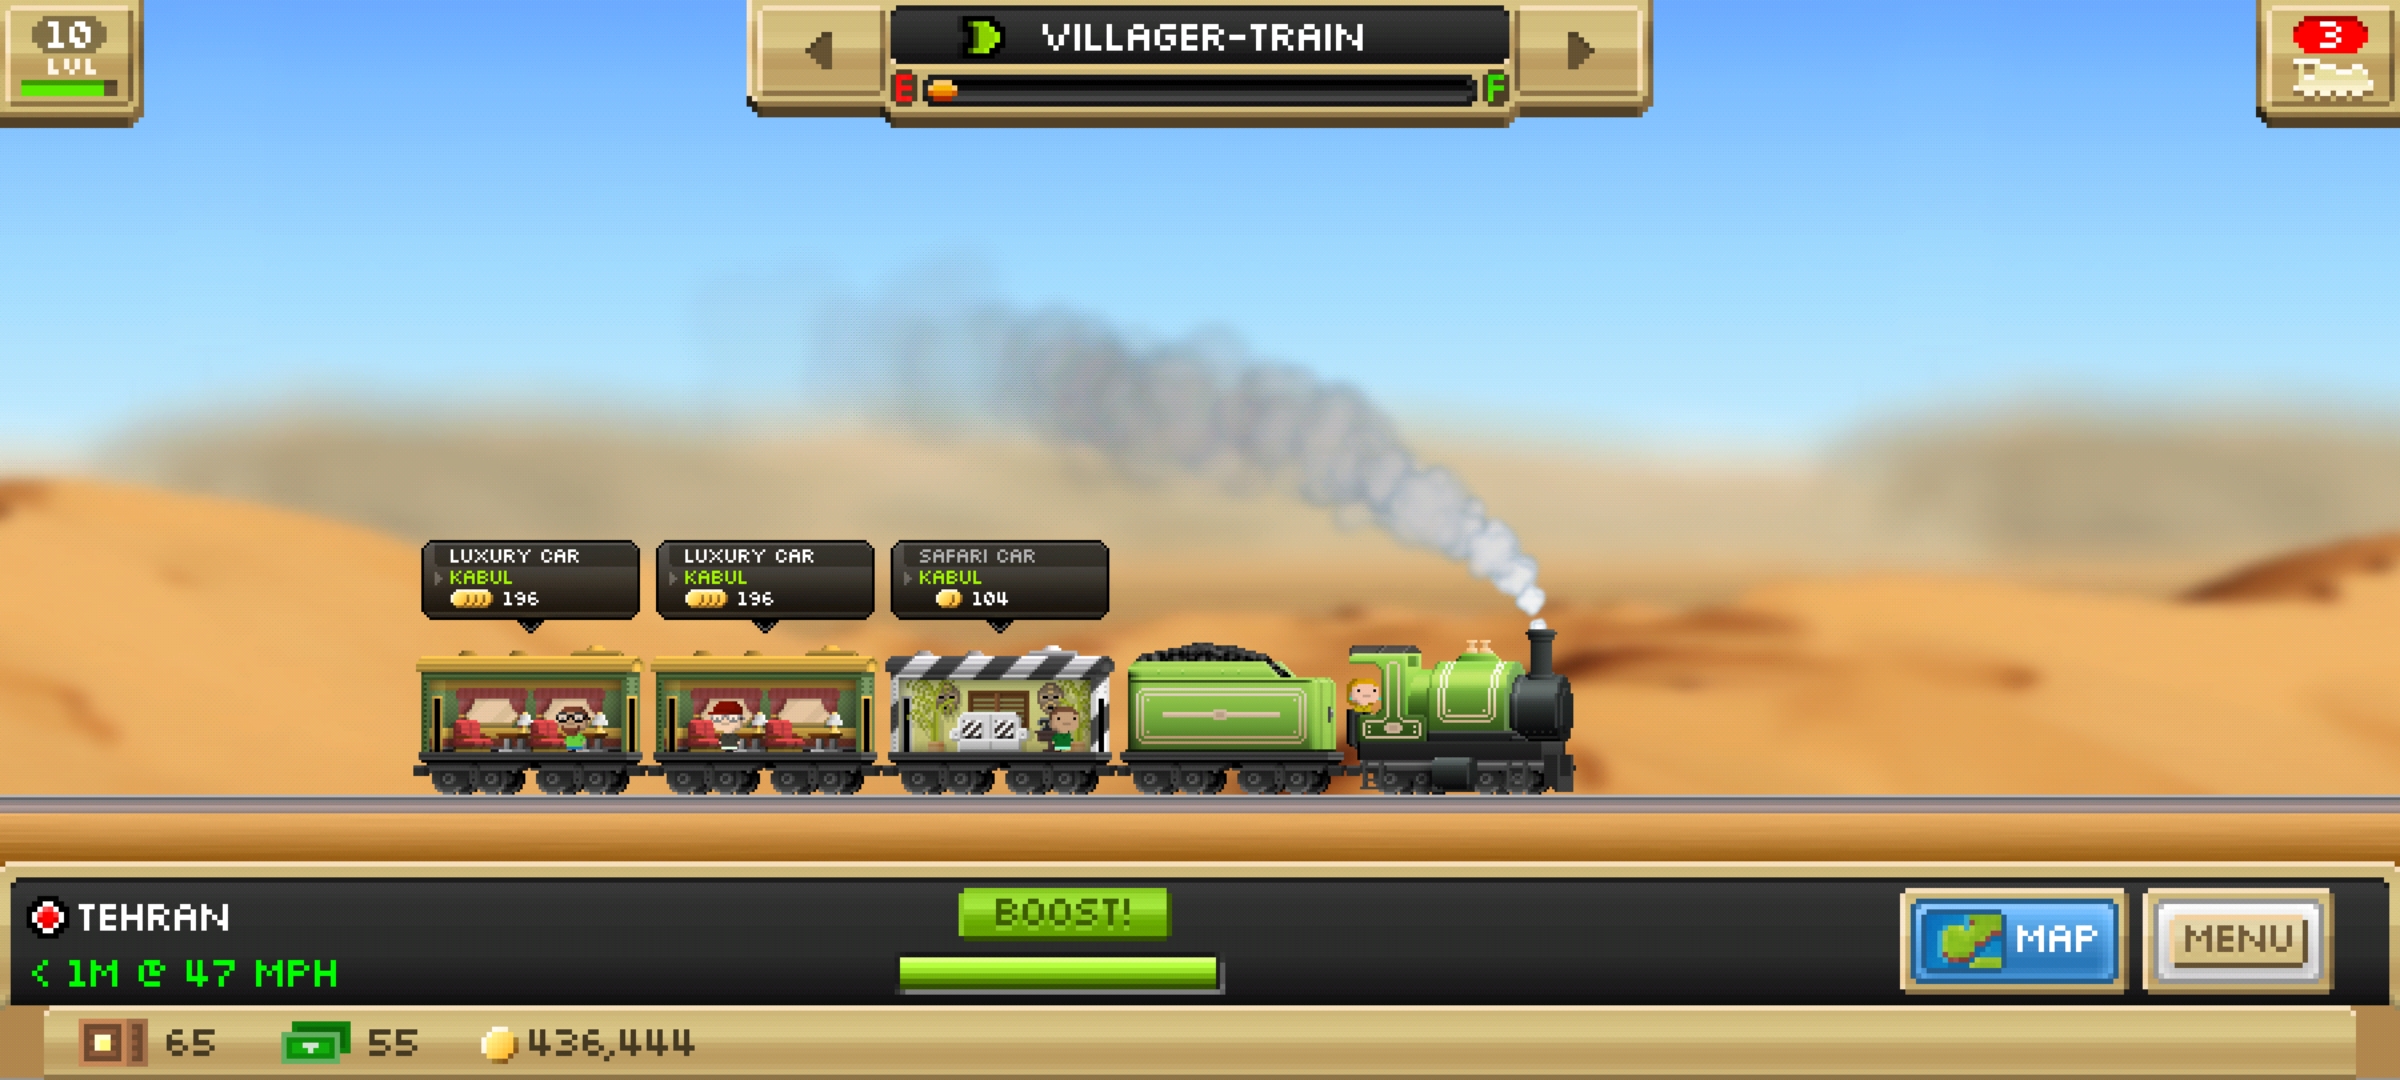 10
LVL
VILLAGER-TRAIN
E
F
3
LUXURY CAR
KABUL
196
LUXURY CAR
KABUL
196
SAFARI CAR
KABUL
104
TEHRAN
< 1M @ 47 MPH
BOOST!
MAP
MENU
65
55
436,444